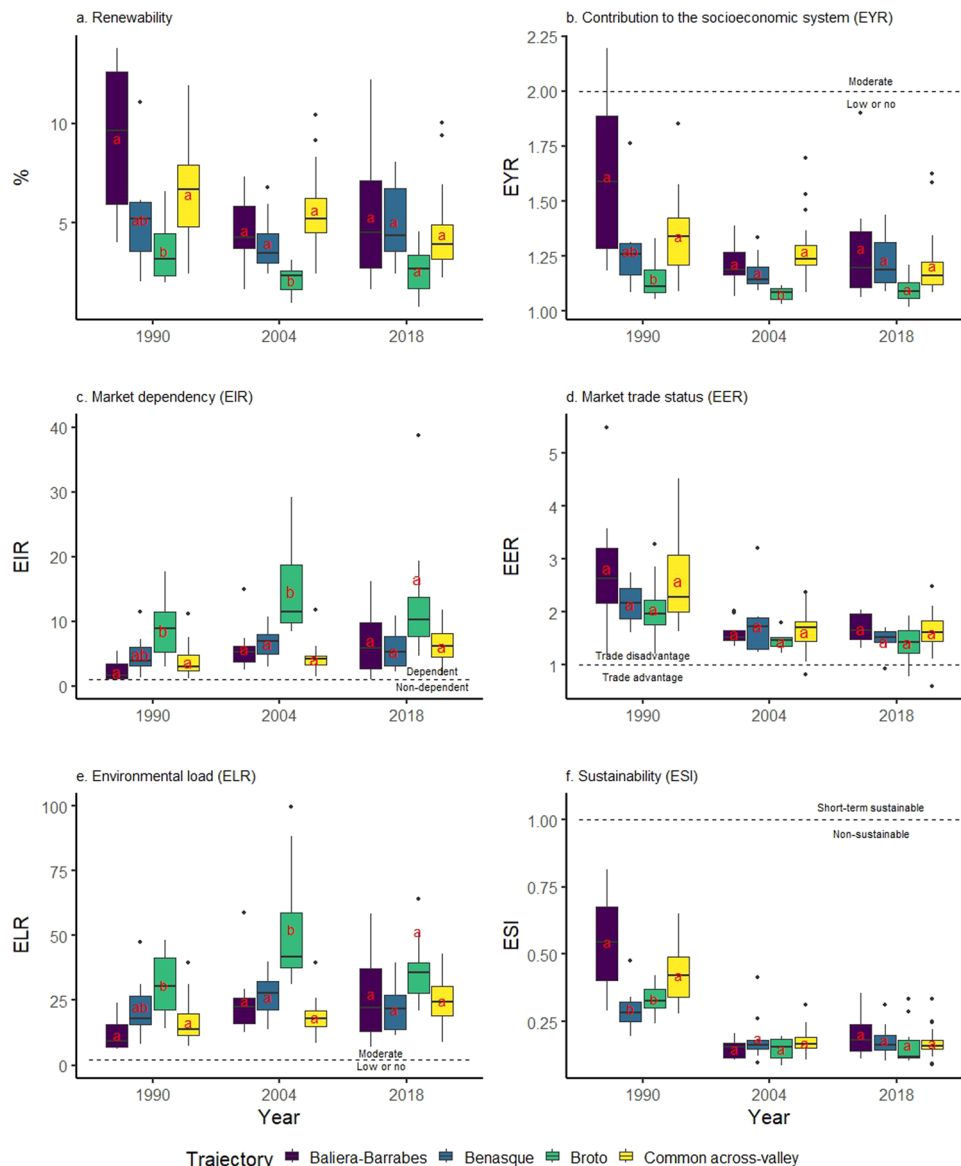 a. Renewability
%
10
5
a
ab
b
a
a
a
b
a
a
a
a
a
1990 2004 2018
b. Contribution to the socioeconomic system (EYR)
EYR
2.25
2.00
1.75
1.50
1.25
1.00
Moderate
Low or no
a
ab
b
a
a
a
b
a
a
a
a
a
1990 2004 2018
c. Market dependency (EIR)
EIR
40
30
20
10
0
a
ab
b
a
a
a
b
a
a
a
a
a
Dependent
Non-dependent
1990 2004 2018
d. Market trade status (EER)
EER
5
4
3
2
1
a
a
a
a
a
a
a
a
a
a
a
a
Trade disadvantage
Trade advantage
1990 2004 2018
e. Environmental load (ELR)
ELR
100
75
50
25
0
a
ab
b
a
a
a
b
a
a
a
a
a
Moderate
Low or no
1990 2004 2018
Year
f. Sustainability (ESI)
ESI
1.00
0.75
0.50
0.25
Short-term sustainable
Non-sustainable
a
b
b
a
a
a
a
a
a
a
a
a
1990 2004 2018
Year
Trajectory Baliera-Barrabes Benasque Broto Common across-valley